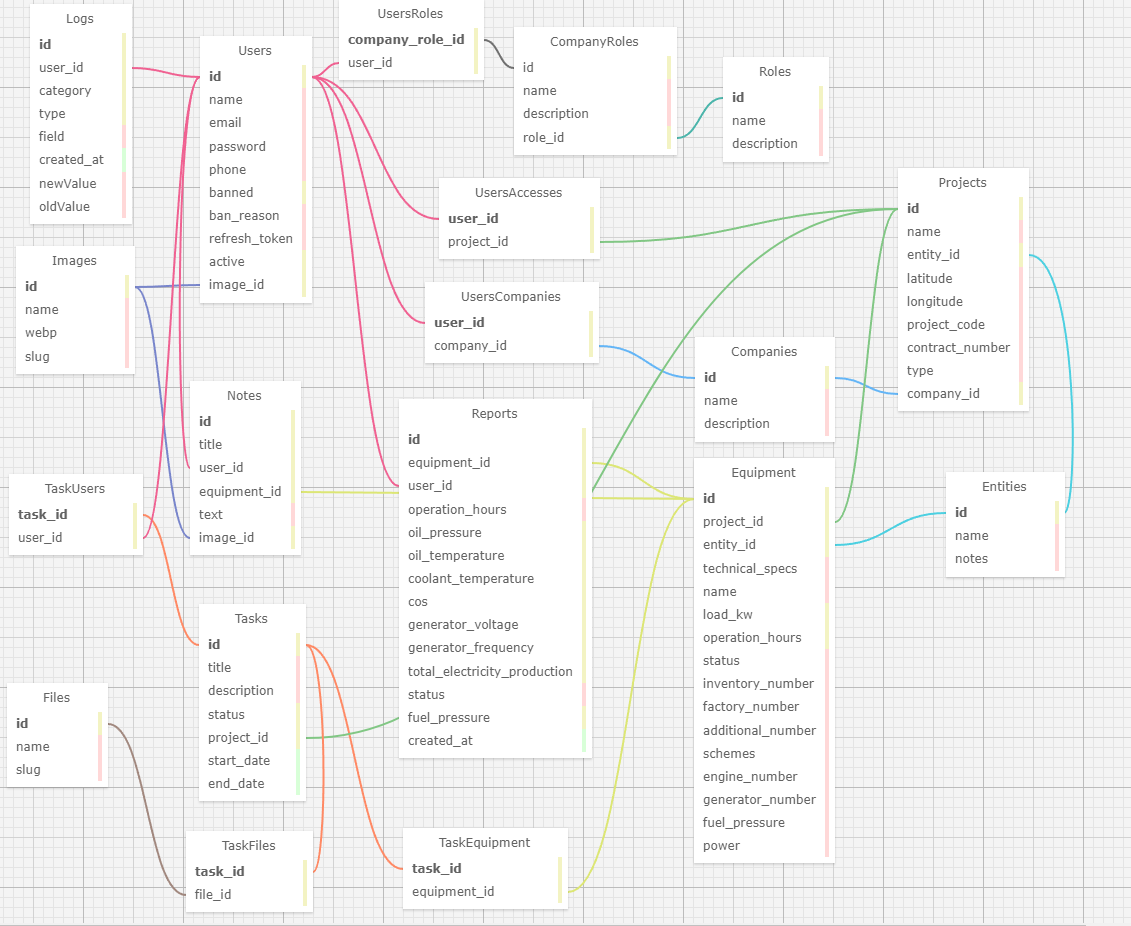 Logs
id
user_id
category
type
field
created_at
newValue
oldValue
Users
id
name
email
password
phone
banned
ban_reason
refresh_token
active
image_id
UsersRoles
company_role_id
user_id
CompanyRoles
id
name
description
role_id
Roles
id
name
description
UsersAccesses
user_id
project_id
Projects
id
name
entity_id
latitude
longitude
project_code
contract_number
type
company_id
Images
id
name
webp
slug
UsersCompanies
user_id
company_id
Companies
id
name
description
Notes
id
title
user_id
equipment_id
text
image_id
Reports
id
equipment_id
user_id
operation_hours
oil_pressure
oil_temperature
coolant_temperature
cos
generator_voltage
generator_frequency
total_electricity_production
status
fuel_pressure
created_at
Equipment
id
project_id
entity_id
technical_specs
name
load_kw
operation_hours
status
inventory_number
factory_number
additional_number
schemes
engine_number
generator_number
fuel_pressure
power
Entities
id
name
notes
TaskUsers
task_id
user_id
Tasks
id
title
description
status
project_id
start_date
end_date
Files
id
name
slug
TaskFiles
task_id
file_id
TaskEquipment
task_id
equipment_id